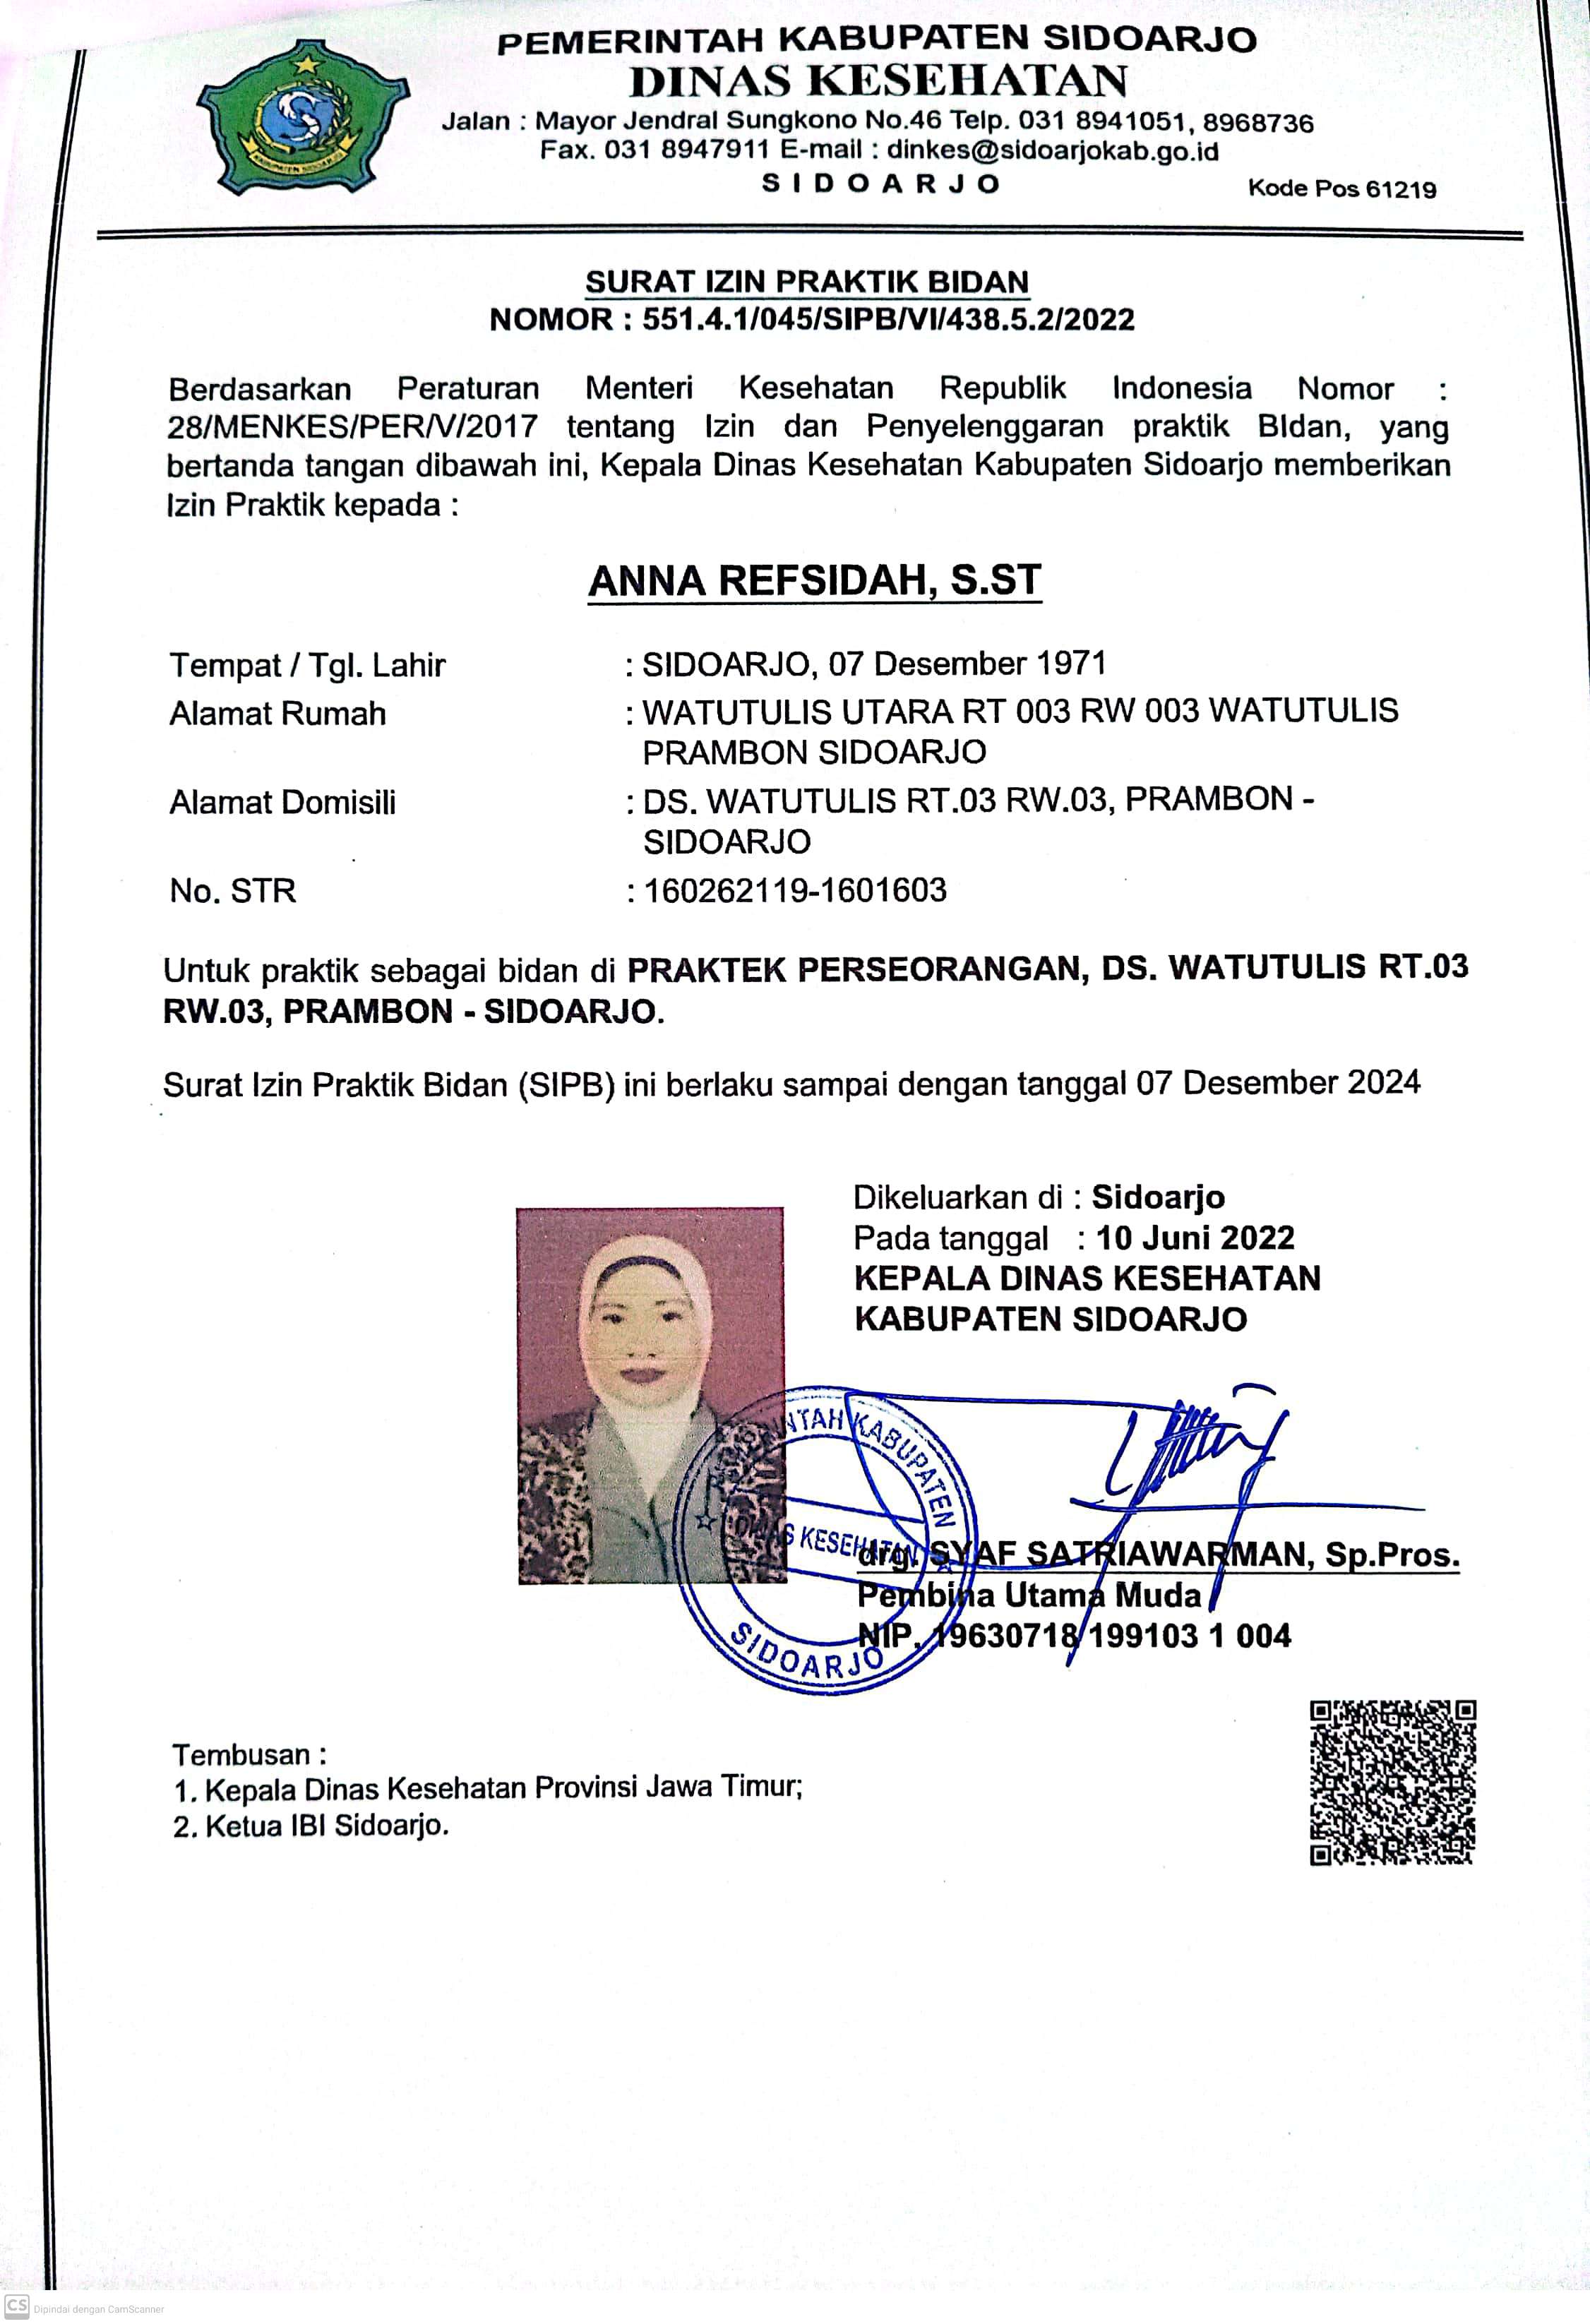 PEMERINTAH KABUPATEN SIDOARJO
DINAS KESEHATAN
Jalan : Mayor Jendral Sungkono No.46 Telp. 031 8941051, 8968736
Fax. 031 8947911 E-mail : dinkes@sidoarjokab.go.id
S I D O A R J O
Kode Pos 61219
KABUPATEN SIDOARJO
SURAT IZIN PRAKTIK BIDAN
NOMOR : 551.4.1/045/SIPB/VI/438.5.2/2022
Berdasarkan Peraturan Menteri Kesehatan Republik Indonesia Nomor :
28/MENKES/PER/V/2017 tentang Izin dan Penyelenggaran praktik BIdan, yang
bertanda tangan dibawah ini, Kepala Dinas Kesehatan Kabupaten Sidoarjo memberikan
Izin Praktik kepada :
ANNA REFSIDAH, S.ST
Tempat / Tgl. Lahir : SIDOARJO, 07 Desember 1971
Alamat Rumah : WATUTULIS UTARA RT 003 RW 003 WATUTULIS
PRAMBON SIDOARJO
Alamat Domisili : DS. WATUTULIS RT.03 RW.03, PRAMBON -
SIDOARJO
No. STR : 160262119-1601603
Untuk praktik sebagai bidan di PRAKTEK PERSEORANGAN, DS. WATUTULIS RT.03
RW.03, PRAMBON - SIDOARJO.
Surat Izin Praktik Bidan (SIPB) ini berlaku sampai dengan tanggal 07 Desember 2024
Dikeluarkan di : Sidoarjo
Pada tanggal : 10 Juni 2022
KEPALA DINAS KESEHATAN
KABUPATEN SIDOARJO
PEMERINTAH KABUPATEN
DINAS KESEHATAN
SIDOARJO
drg. SYAF SATRIAWARMAN, Sp.Pros.
Pembina Utama Muda
NIP. 19630718 199103 1 004
Tembusan :
1. Kepala Dinas Kesehatan Provinsi Jawa Timur;
2. Ketua IBI Sidoarjo.
CS Dipindai dengan CamScanner